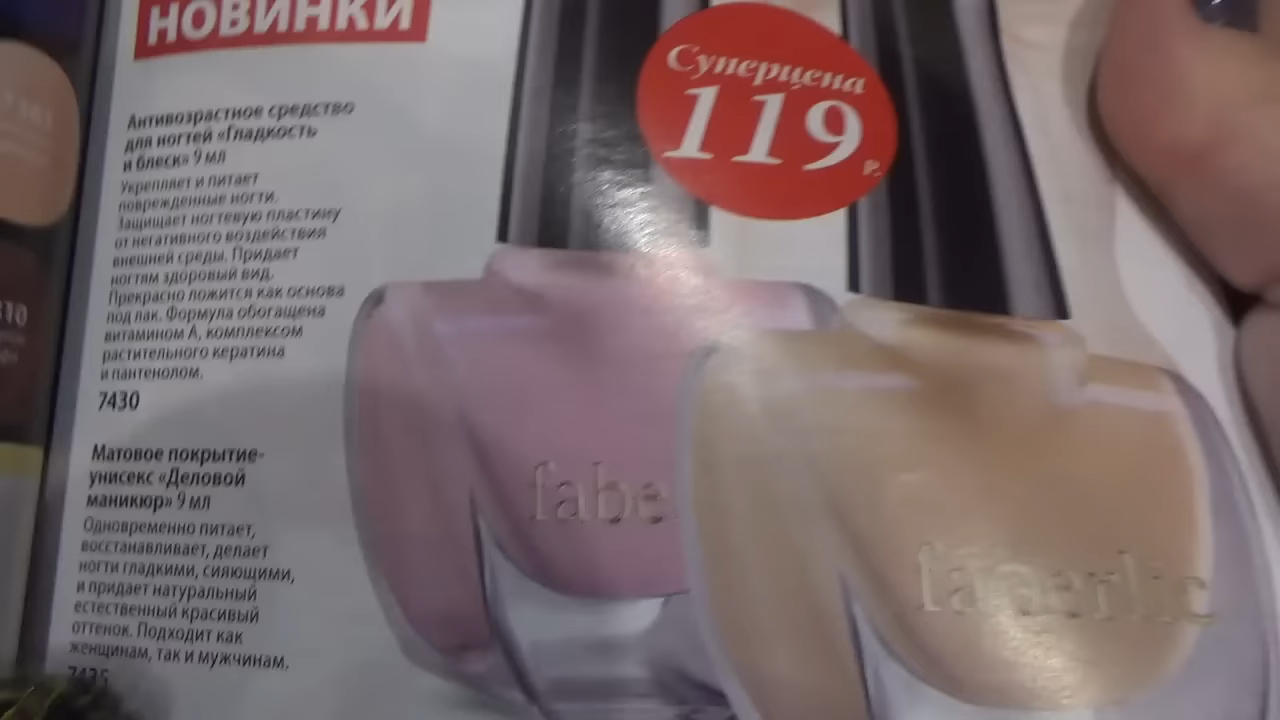 НОВИНКИ
Суперцена
119
Р.
Антивозрастное средство
для ногтей «Гладкость
и блеск» 9 мл
Укрепляет и питает
поврежденные ногти.
Защищает ногтевую пластину
от негативного воздействия
внешней среды. Придает
ногтям здоровый вид.
Прекрасно ложится как основа
под лак. Формула обогащена
витамином А, комплексом
растительного кератина
и пантенолом.
7430
Матовое покрытие-
унисекс «Деловой
маникюр» 9 мл
Одновременно питает,
восстанавливает, делает
ногти гладкими, сияющими,
и придает натуральный
естественный красивый
оттенок. Подходит как
женщинам, так и мужчинам.
7435
faber
faberlic